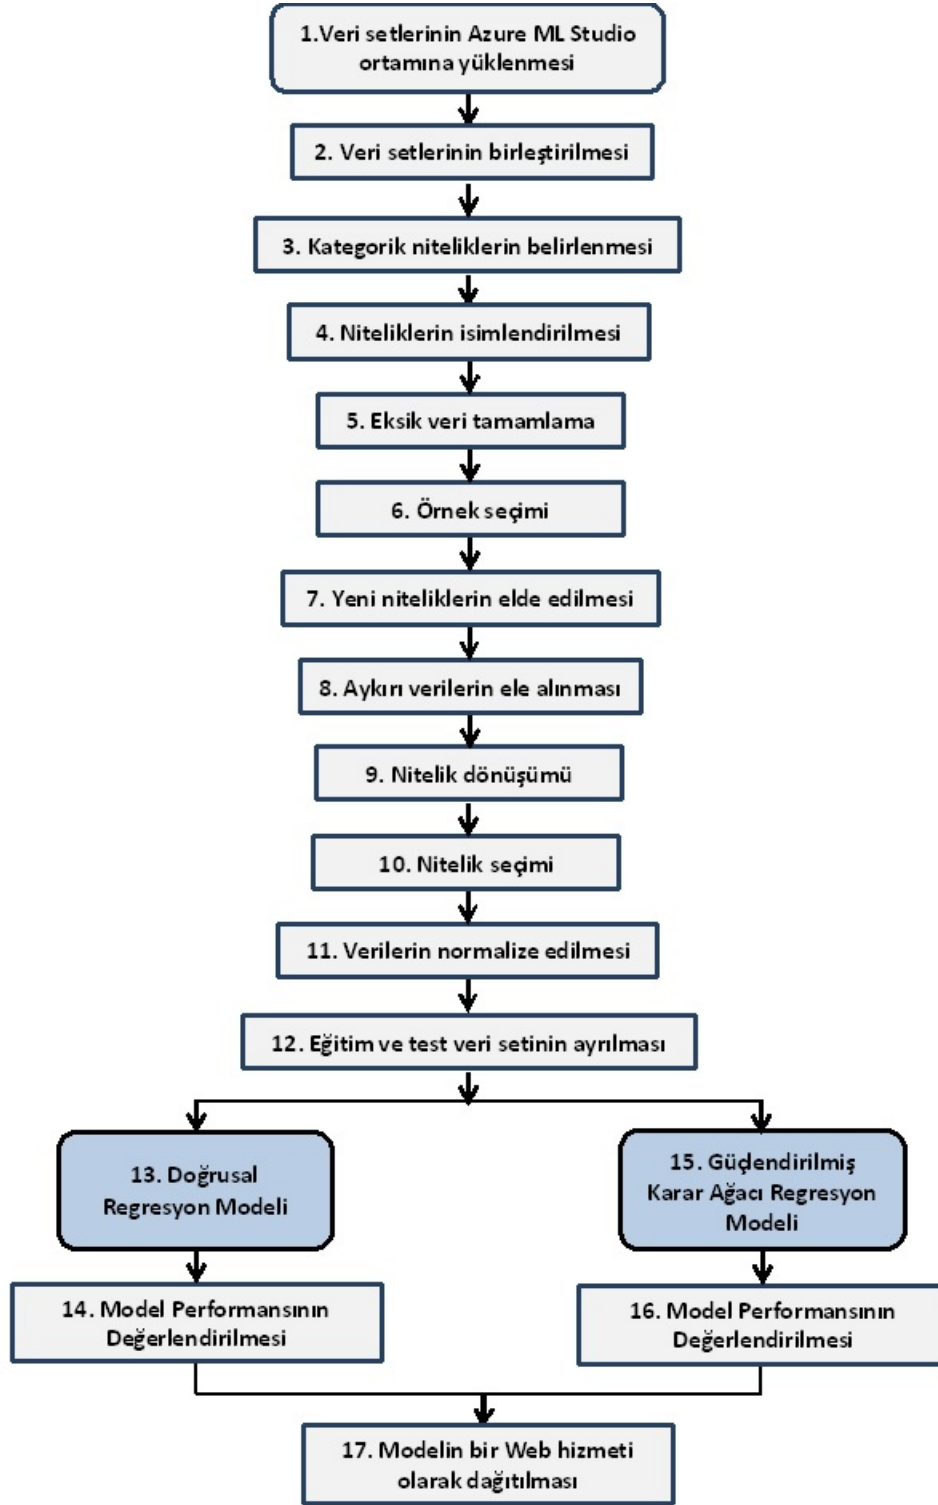 1.Veri setlerinin Azure ML Studio
ortamına yüklenmesi
2. Veri setlerinin birleştirilmesi
3. Kategorik niteliklerin belirlenmesi
4. Niteliklerin isimlendirilmesi
5. Eksik veri tamamlama
6. Örnek seçimi
7. Yeni niteliklerin elde edilmesi
8. Aykırı verilerin ele alınması
9. Nitelik dönüşümü
10. Nitelik seçimi
11. Verilerin normalize edilmesi
12. Eğitim ve test veri setinin ayrılması
13. Doğrusal
Regresyon Modeli
14. Model Performansının
Değerlendirilmesi
15. Güçlendirilmiş
Karar Ağacı Regresyon
Modeli
16. Model Performansının
Değerlendirilmesi
17. Modelin bir Web hizmeti
olarak dağıtılması